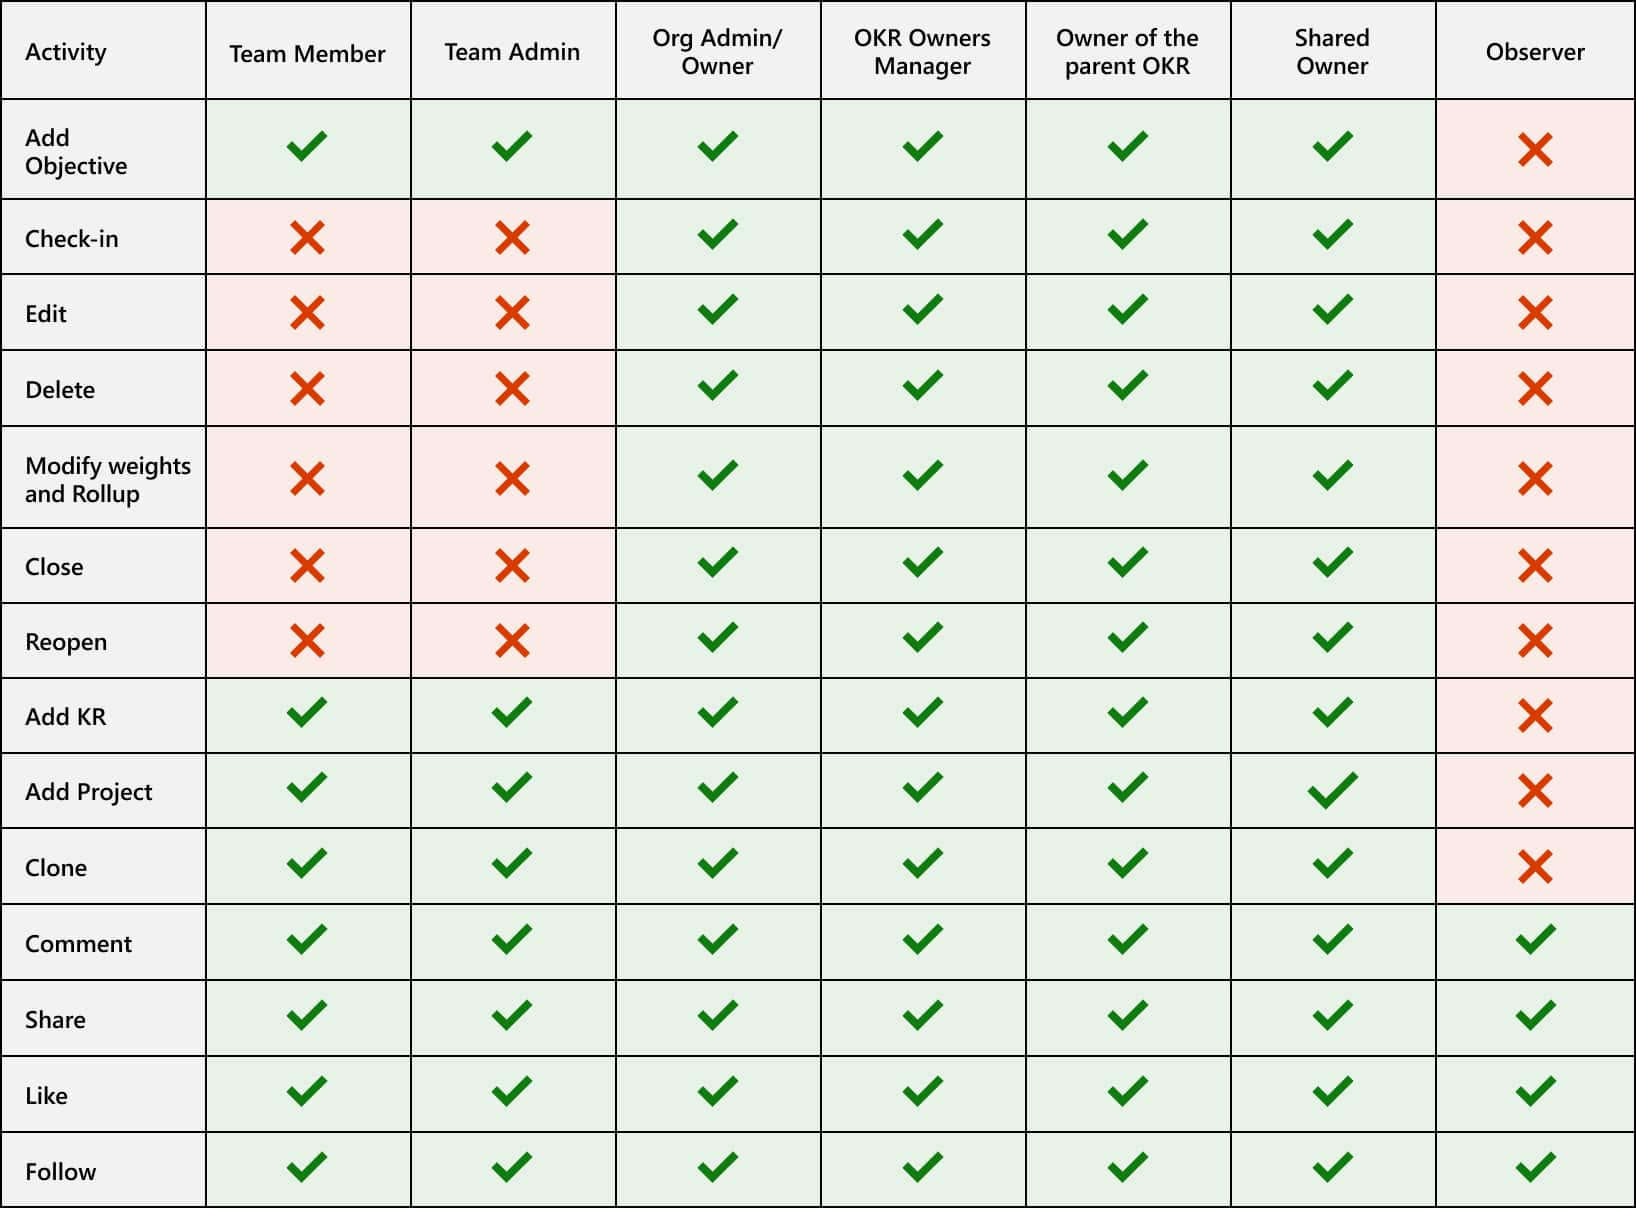 Activity
Team Member
Team Admin
Org Admin/
Owner
OKR Owners
Manager
Owner of the
parent OKR
Shared
Owner
Observer
Add
Objective
Check-in
Edit
Delete
Modify weights
and Rollup
Close
Reopen
Add KR
Add Project
Clone
Comment
Share
Like
Follow